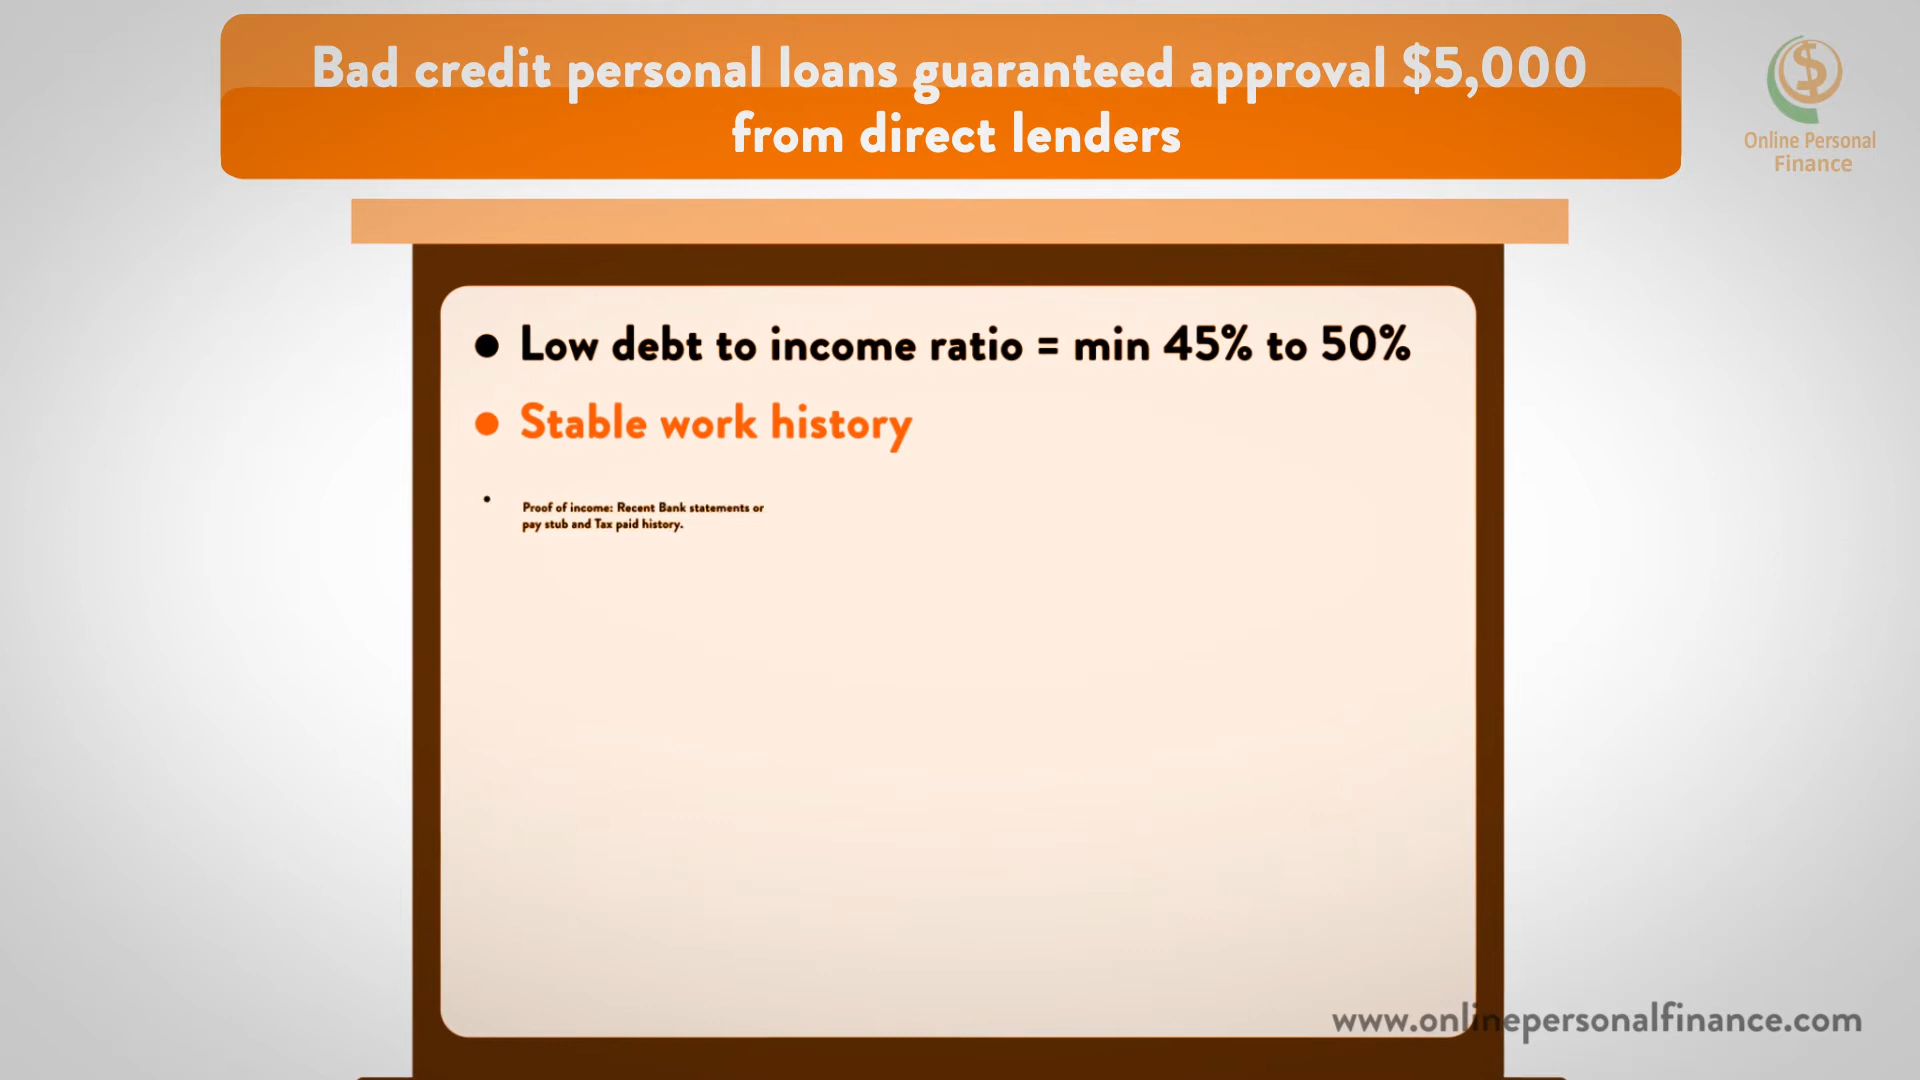 Bad credit personal loans guaranteed approval $5,000
from direct lenders
Online Personal
Finance
• Low debt to income ratio = min 45% to 50%
• Stable work history
• Proof of income: Recent Bank statements or
pay stub and Tax paid history.
www.onlinepersonalfinance.com